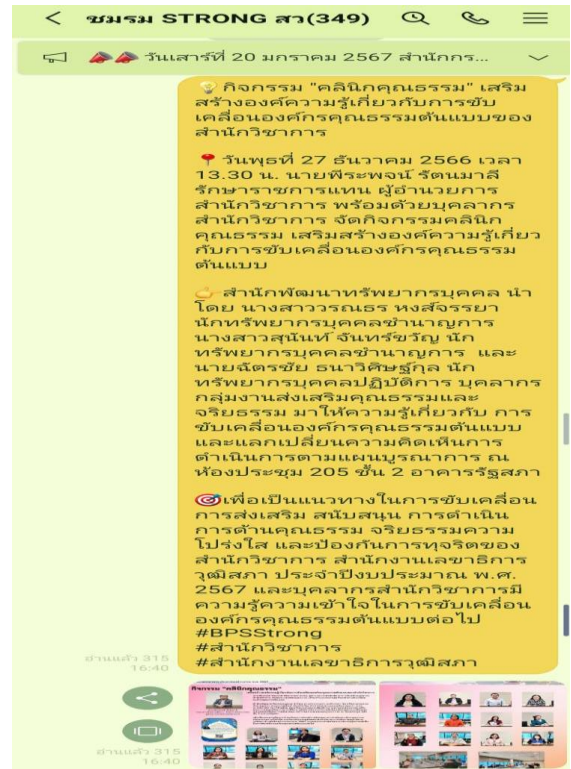 ชมรม STRONG สว(349)
วันเสาร์ที่ 20 มกราคม 2567 สำนักกร...
กิจกรรม "คลินิกคุณธรรม" เสริม
สร้างองค์ความรู้เกี่ยวกับการขับ
เคลื่อนองค์กรคุณธรรมต้นแบบของ
สำนักวิชาการ
วันพุธที่ 27 ธันวาคม 2566 เวลา
13.30 น. นายพีระพจน์ รัตนมาลี
รักษาราชการแทน ผู้อำนวยการ
สำนักวิชาการ พร้อมด้วยบุคลากร
สำนักวิชาการ จัดกิจกรรมคลินิก
คุณธรรม เสริมสร้างองค์ความรู้เกี่ยว
กับการขับเคลื่อนองค์กรคุณธรรม
ต้นแบบ
สำนักพัฒนาทรัพยากรบุคคล นำ
โดย นางสาววรณธร หงส์จรรยา
นักทรัพยากรบุคคลชำนาญการ
นางสาวสุนันท์ จันทร์ขวัญ นัก
ทรัพยากรบุคคลชำนาญการ และ
นายฉัตรชัย ธนาวิศิษฐ์กุล นัก
ทรัพยากรบุคคลปฏิบัติการ บุคลากร
กลุ่มงานส่งเสริมคุณธรรมและ
จริยธรรม มาให้ความรู้เกี่ยวกับ การ
ขับเคลื่อนองค์กรคุณธรรมต้นแบบ
และแลกเปลี่ยนความคิดเห็นการ
ดำเนินการตามแผนบูรณาการ ณ
ห้องประชุม 205 ชั้น 2 อาคารรัฐสภา
เพื่อเป็นแนวทางในการขับเคลื่อน
การส่งเสริม สนับสนุน การดำเนิน
การด้านคุณธรรม จริยธรรมความ
โปร่งใส และป้องกันการทุจริตของ
สำนักวิชาการ สำนักงานเลขาธิการ
วุฒิสภา ประจำปีงบประมาณ พ.ศ.
2567 และบุคลากรสำนักวิชาการมี
ความรู้ความเข้าใจในการขับเคลื่อน
องค์กรคุณธรรมต้นแบบต่อไป
#BPSStrong
#สำนักวิชาการ
#สำนักงานเลขาธิการวุฒิสภา
อ่านแล้ว 315
16:40
กิจกรรม "คลินิกคุณธรรม"
อ่านแล้ว 315
16:40